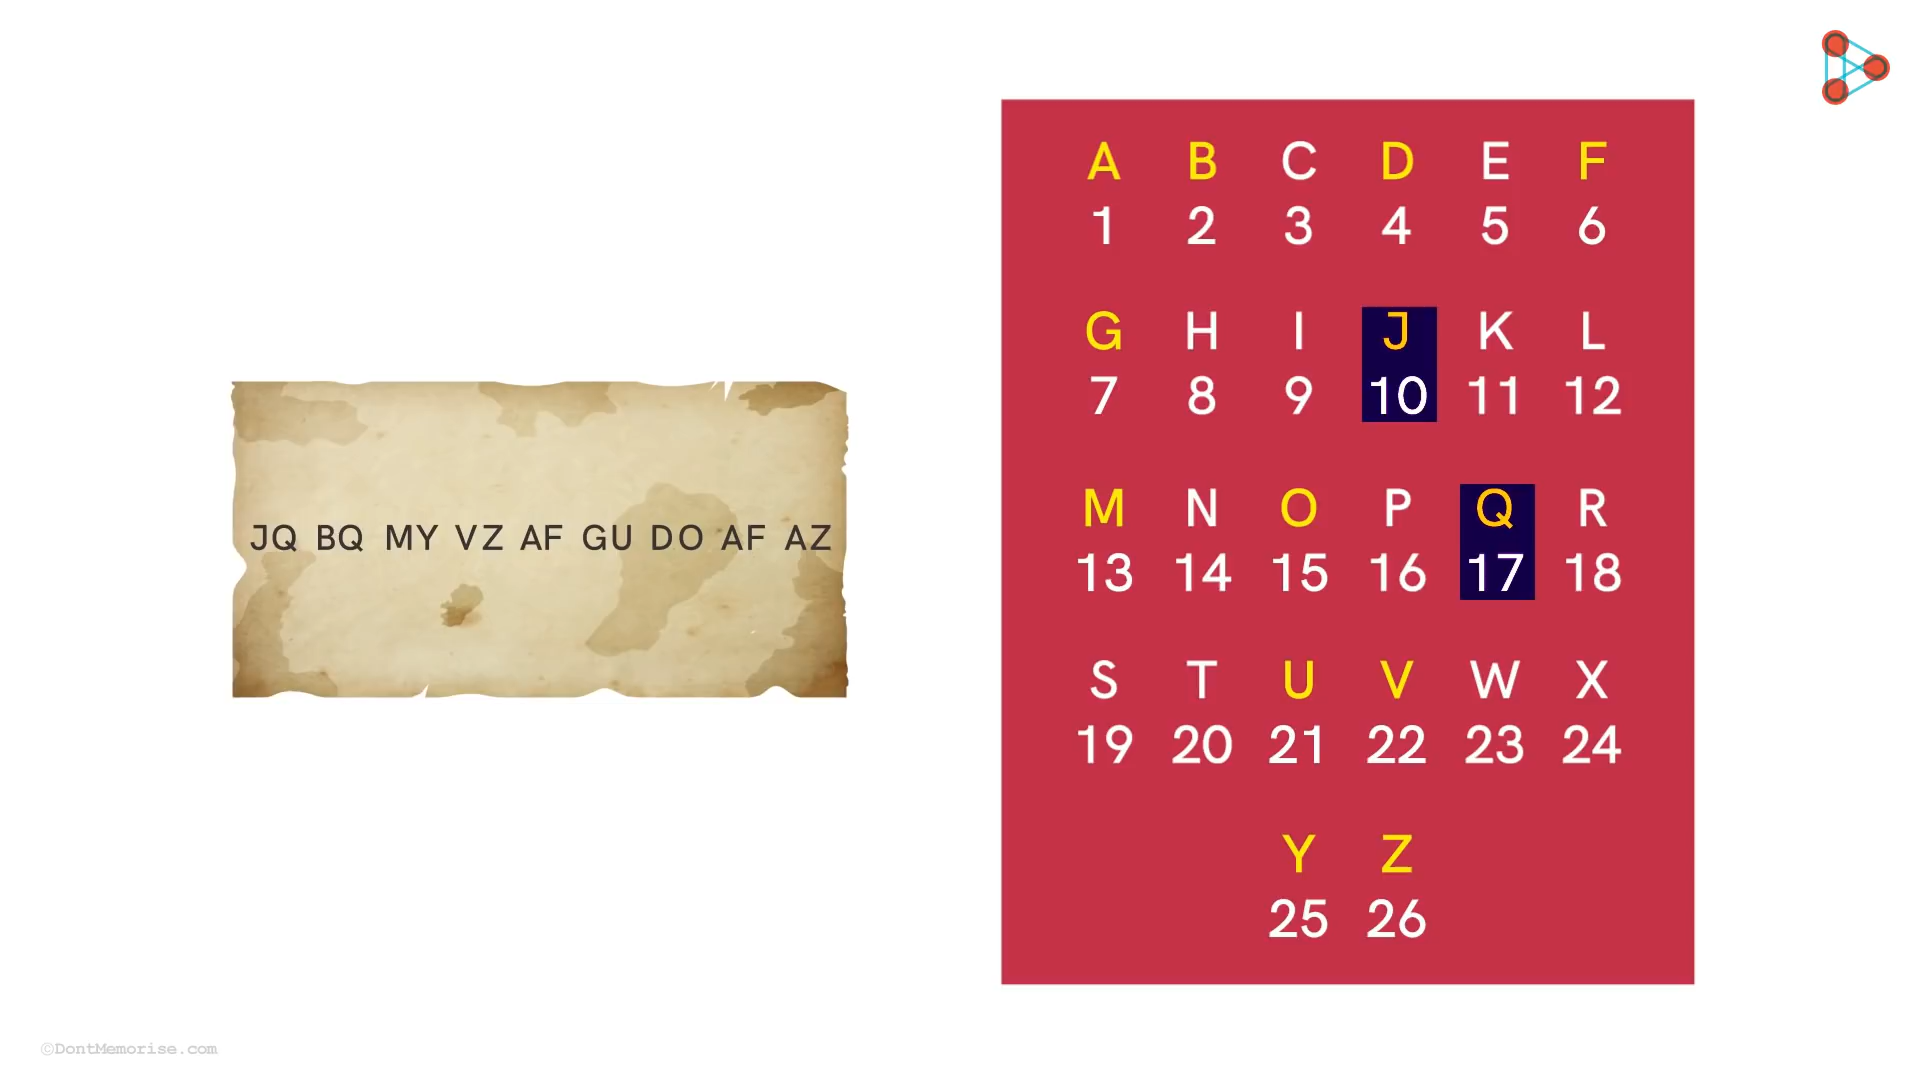 JQ BQ MY VZ AF GU DO AF AZ
A B C D E F
1 2 3 4 5 6
G H I J K L
7 8 9 10 11 12
M N O P Q R
13 14 15 16 17 18
S T U V W X
19 20 21 22 23 24
Y Z
25 26
©DontMemorise.com